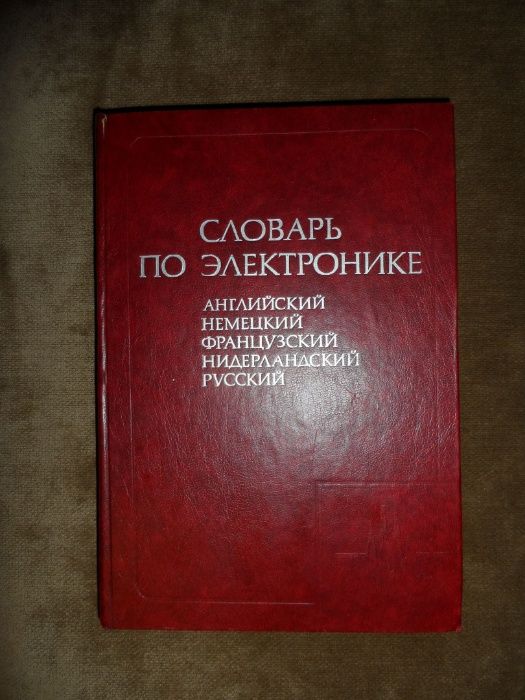 СЛОВАРЬ
ПО ЭЛЕКТРОНИКЕ
АНГЛИЙСКИЙ
НЕМЕЦКИЙ
ФРАНЦУЗСКИЙ
НИДЕРЛАНДСКИЙ
РУССКИЙ